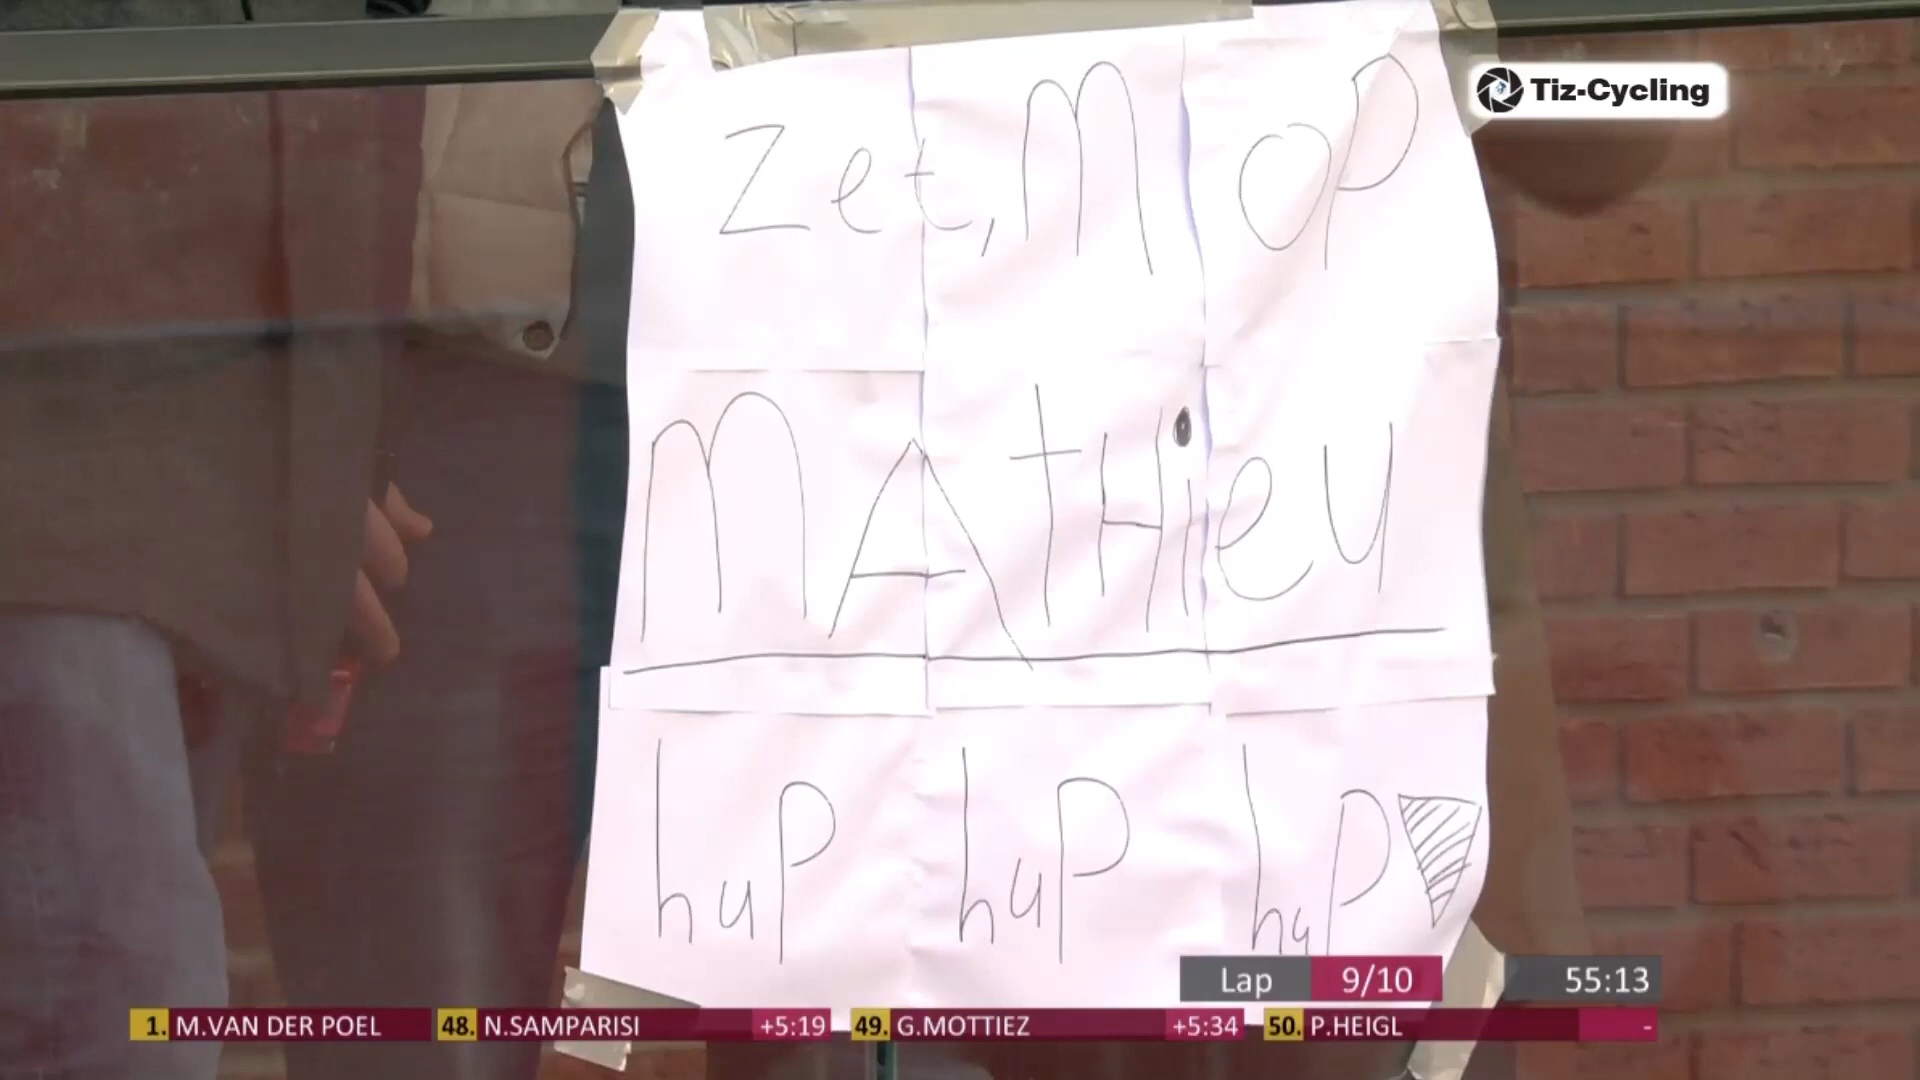 Tiz-Cycling
zet,M OP
MAtHieu
hup hup hup
Lap 9/10 55:13
1. M.VAN DER POEL 48. N.SAMPARISI +5:19 49. G.MOTTIEZ +5:34 50. P.HEIGL -